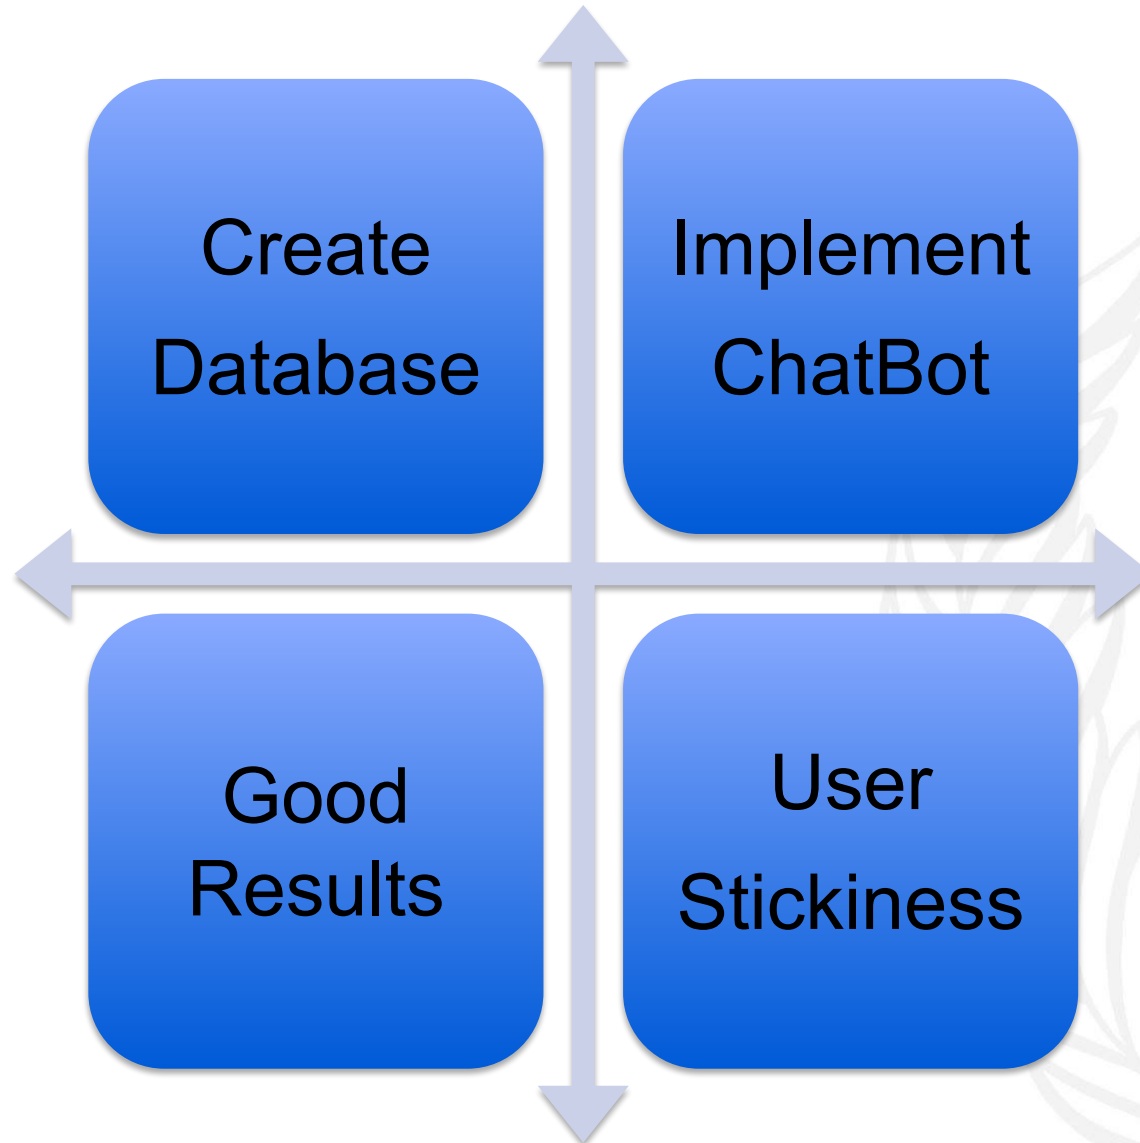 Create
Database
Implement
ChatBot
Good
Results
User
Stickiness